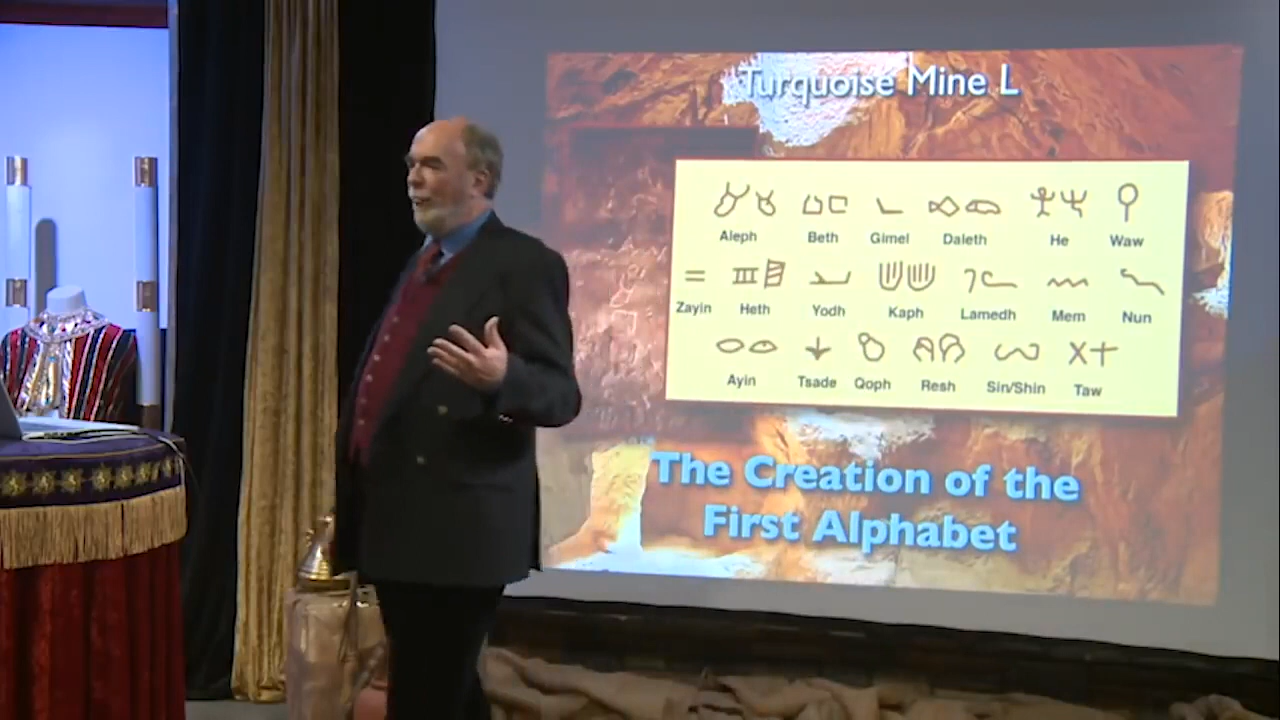 Turquoise Mine L
Aleph Beth Gimel Daleth He Waw
Zayin Heth Yodh Kaph Lamedh Mem Nun
Ayin Tsade Qoph Resh Sin/Shin Taw
The Creation of the
First Alphabet